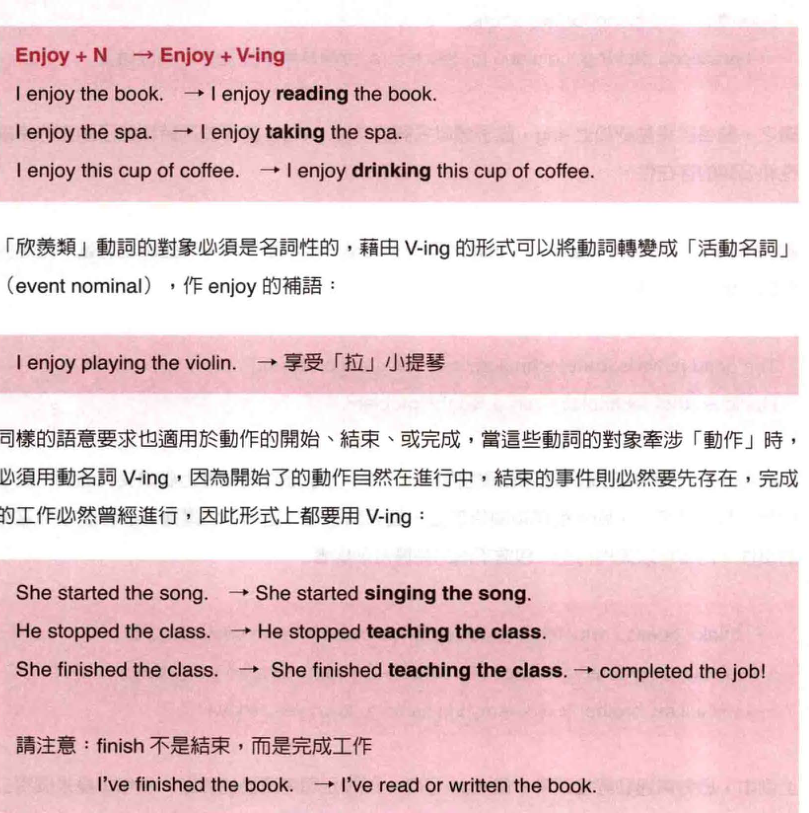 Enjoy + N → Enjoy + V-ing
I enjoy the book. → I enjoy reading the book.
I enjoy the spa. → I enjoy taking the spa.
I enjoy this cup of coffee. → I enjoy drinking this cup of coffee.
「欣羨類」動詞的對象必須是名詞性的,藉由 V-ing 的形式可以將動詞轉變成「活動名詞」
(event nominal),作 enjoy 的補語:
I enjoy playing the violin. → 享受「拉」小提琴
同樣的語意要求也適用於動作的開始、結束、或完成,當這些動詞的對象牽涉「動作」時,
必須用動名詞 V-ing,因為開始了的動作自然在進行中,結束的事件則必然要先存在,完成
的工作必然曾經進行,因此形式上都要用 V-ing:
She started the song. → She started singing the song.
He stopped the class. → He stopped teaching the class.
She finished the class. → She finished teaching the class. → completed the job!
請注意:finish 不是結束,而是完成工作
I've finished the book. → I've read or written the book.